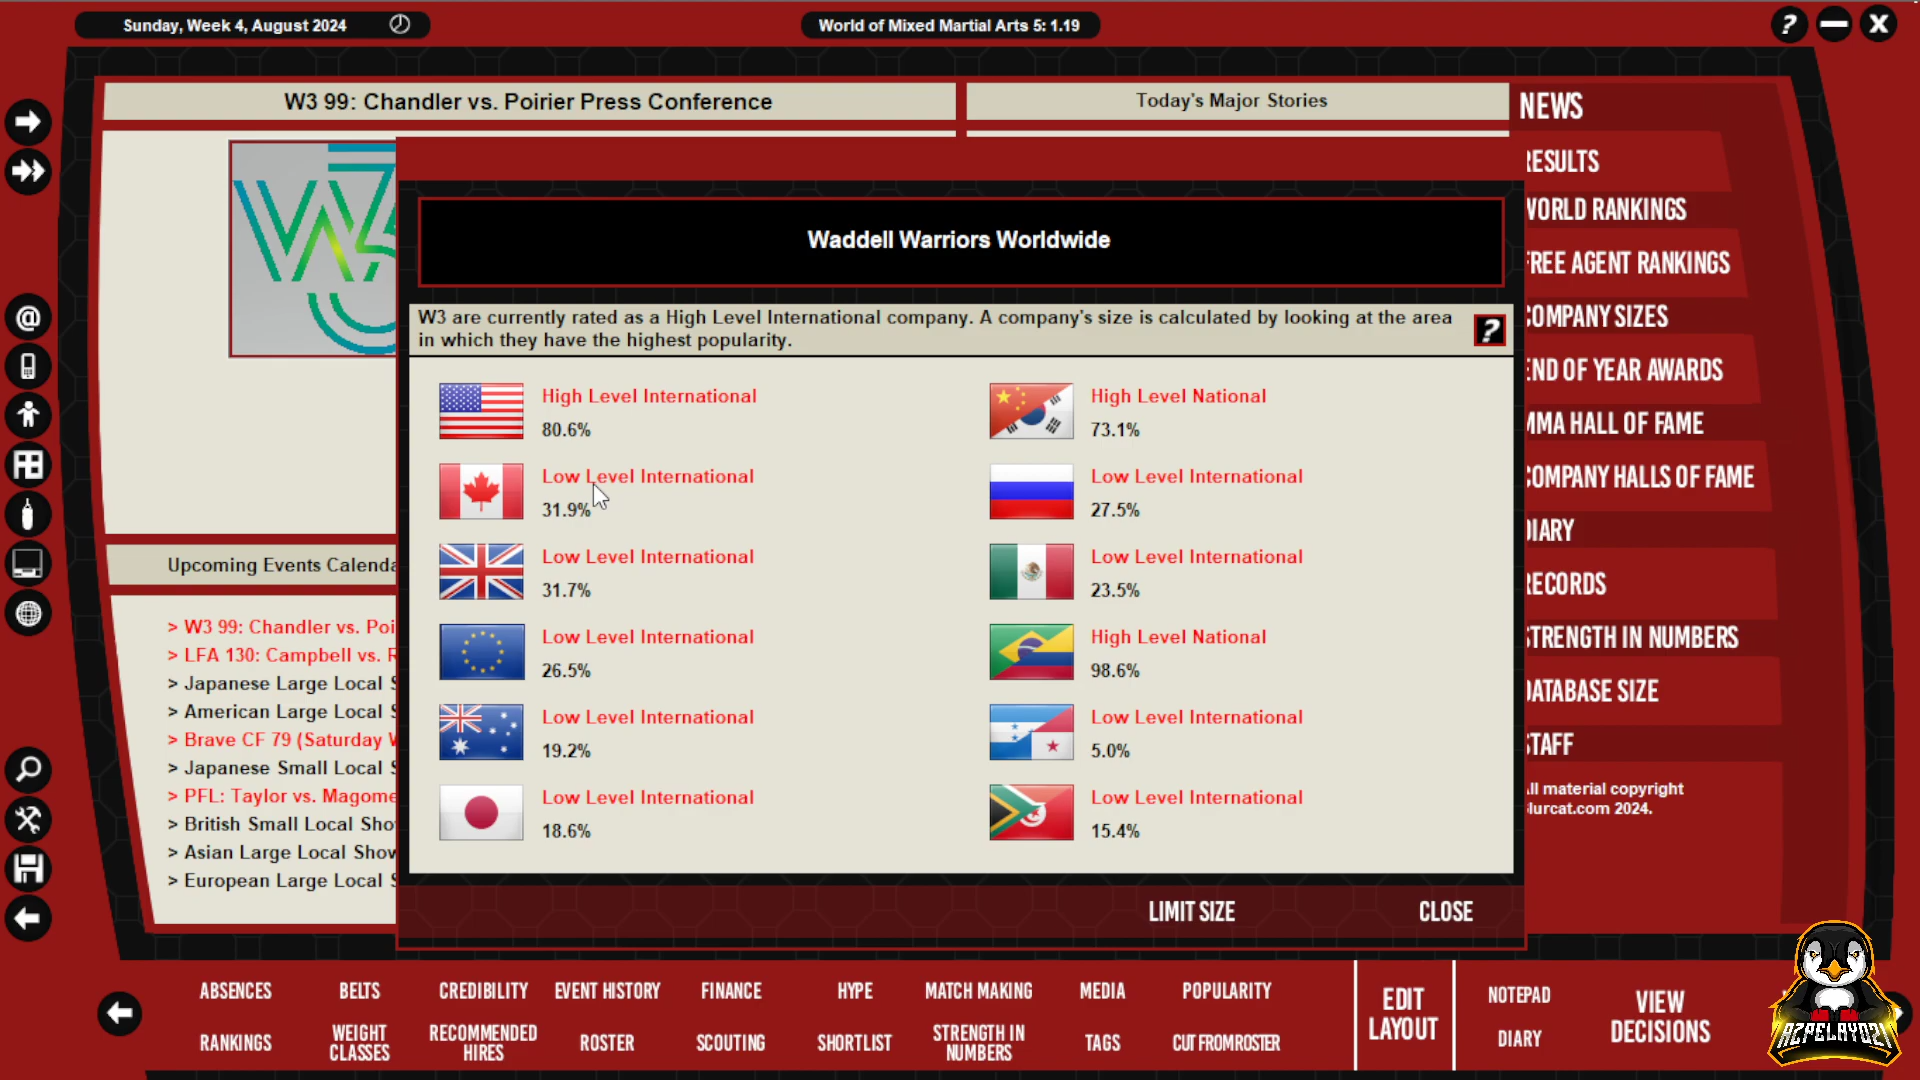 Sunday, Week 4, August 2024
World of Mixed Martial Arts 5: 1.19
?
X
W3 99: Chandler vs. Poirier Press Conference
Today's Major Stories
NEWS
RESULTS
WORLD RANKINGS
FREE AGENT RANKINGS
COMPANY SIZES
END OF YEAR AWARDS
MMA HALL OF FAME
COMPANY HALLS OF FAME
DIARY
RECORDS
STRENGTH IN NUMBERS
DATABASE SIZE
STAFF
All material copyright
lurcat.com 2024.
W3
Waddell Warriors Worldwide
W3 are currently rated as a High Level International company. A company's size is calculated by looking at the area
in which they have the highest popularity.
?
High Level International
80.6%
Low Level International
31.9%
Low Level International
31.7%
Low Level International
26.5%
Low Level International
19.2%
Low Level International
18.6%
High Level National
73.1%
Low Level International
27.5%
Low Level International
23.5%
High Level National
98.6%
Low Level International
5.0%
Low Level International
15.4%
LIMIT SIZE
CLOSE
Upcoming Events Calenda
> W3 99: Chandler vs. Poi
> LFA 130: Campbell vs. R
> Japanese Large Local S
> American Large Local S
> Brave CF 79 (Saturday W
> Japanese Small Local S
> PFL: Taylor vs. Magome
> British Small Local Sho
> Asian Large Local Show
> European Large Local S
@
ABSENCES
BELTS
CREDIBILITY
EVENT HISTORY
FINANCE
HYPE
MATCH MAKING
MEDIA
POPULARITY
RANKINGS
WEIGHT
CLASSES
RECOMMENDED
HIRES
ROSTER
SCOUTING
SHORTLIST
STRENGTH IN
NUMBERS
TAGS
CUT FROM ROSTER
EDIT
LAYOUT
NOTEPAD
DIARY
VIEW
DECISIONS
AZPELAYO21